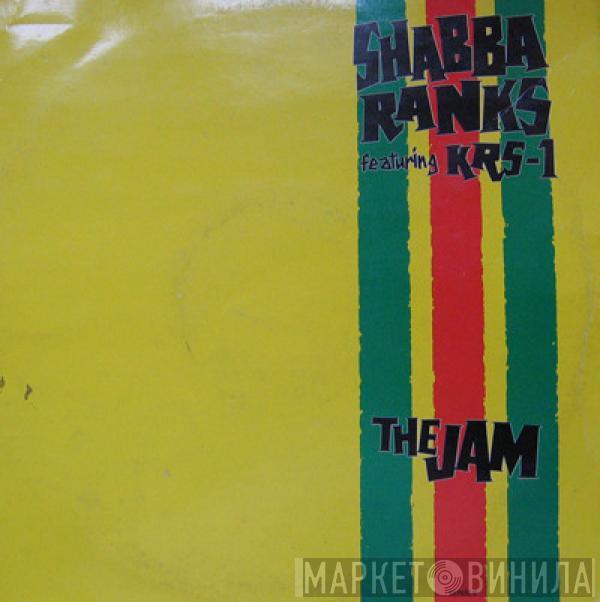 SHABBA
RANKS
featuring KRS-1
THE JAM
МАРКЕТ ВИНИЛА